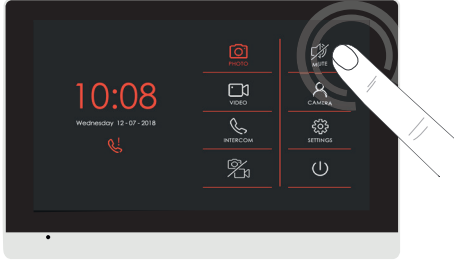 10:08
Wednesday 12-07-2018
PHOTO
MUTE
VIDEO
CAMERA
INTERCOM
SETTINGS